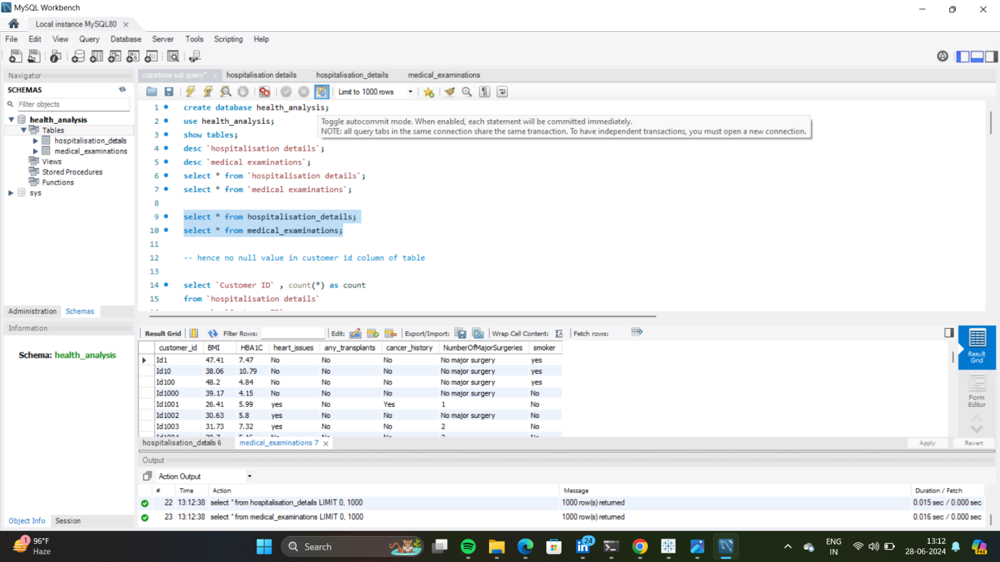 MySQL Workbench
Local instance MySQL80
File Edit View Query Database Server Tools Scripting Help
Navigator
SCHEMAS
Filter objects
health_analysis
Tables
hospitalisation_details
medical_examinations
Views
Stored Procedures
Functions
sys
Administration Schemas
Information
Schema: health_analysis
Object Info Session
capstone sql query* hospitalisation details hospitalisation_details medical_examinations
Limit to 1000 rows
1 create database health_analysis;
2 use health_analysis;
3 show tables;
4 desc `hospitalisation details`;
5 desc `medical examinations`;
6 select * from `hospitalisation details`;
7 select * from `medical examinations`;
8
9 select * from hospitalisation_details;
10 select * from medical_examinations;
11
12 -- hence no null value in customer id column of table
13
14 select `Customer ID` , count(*) as count
15 from `hospitalisation details`
Toggle autocommit mode. When enabled, each statement will be committed immediately.
NOTE: all query tabs in the same connection share the same transaction. To have independent transactions, you must open a new connection.
Result Grid Filter Rows: Edit: Export/Import: Wrap Cell Content: Fetch rows:
customer_id BMI HBA1C heart_issues any_transplants cancer_history NumberOfMajorSurgeries smoker
Id1 47.41 7.47 No No No No major surgery yes
Id10 38.06 10.79 No No No No major surgery yes
Id100 48.2 4.84 No No No No major surgery yes
Id1000 39.17 4.15 No No No No major surgery No
Id1001 26.41 5.99 yes No Yes 1 No
Id1002 30.63 5.8 yes No No No major surgery No
Id1003 31.73 7.32 yes No No 2 No
Result Grid
Form Editor
hospitalisation_details 6 medical_examinations 7
Apply Revert
Output
Action Output
# Time Action Message Duration / Fetch
22 13:12:38 select * from hospitalisation_details LIMIT 0, 1000 1000 row(s) returned 0.015 sec / 0.000 sec
23 13:12:38 select * from medical_examinations LIMIT 0, 1000 1000 row(s) returned 0.016 sec / 0.000 sec
1
96°F
Haze
Search
24
ENG
IN
13:12
28-06-2024
PRE